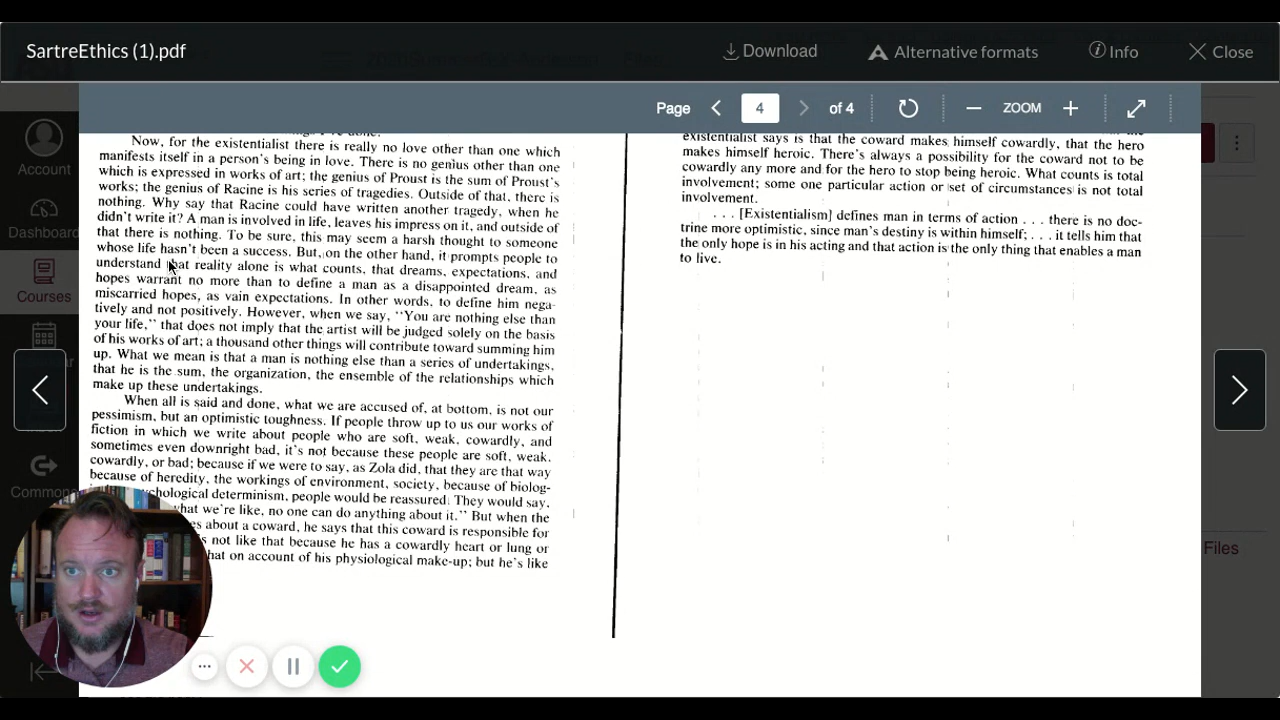 SartreEthics (1).pdf
Download
Alternative formats
Info
Close
Page
4
of 4
ZOOM
Account
Dashboard
Courses
Commons
Files
Now, for the existentialist there is really no love other than one which
manifests itself in a person's being in love. There is no genius other than one
which is expressed in works of art; the genius of Proust is the sum of Proust's
works; the genius of Racine is his series of tragedies. Outside of that, there is
nothing. Why say that Racine could have written another tragedy, when he
didn't write it? A man is involved in life, leaves his impress on it, and outside of
that there is nothing. To be sure, this may seem a harsh thought to someone
whose life hasn't been a success. But, on the other hand, it prompts people to
understand that reality alone is what counts, that dreams, expectations, and
hopes warrant no more than to define a man as a disappointed dream, as
miscarried hopes, as vain expectations. In other words, to define him nega-
tively and not positively. However, when we say, "You are nothing else than
your life," that does not imply that the artist will be judged solely on the basis
of his works of art; a thousand other things will contribute toward summing him
up. What we mean is that a man is nothing else than a series of undertakings,
that he is the sum, the organization, the ensemble of the relationships which
make up these undertakings.
When all is said and done, what we are accused of, at bottom, is not our
pessimism, but an optimistic toughness. If people throw up to us our works of
fiction in which we write about people who are soft, weak, cowardly, and
sometimes even downright bad, it's not because these people are soft, weak,
cowardly, or bad; because if we were to say, as Zola did, that they are that way
because of heredity, the workings of environment, society, because of biolog-
chological determinism, people would be reassured. They would say,
what we're like, no one can do anything about it." But when the
es about a coward, he says that this coward is responsible for
not like that because he has a cowardly heart or lung or
hat on account of his physiological make-up; but he's like
existentialist says is that the coward makes himself cowardly, that the hero
makes himself heroic. There's always a possibility for the coward not to be
cowardly any more and for the hero to stop being heroic. What counts is total
involvement; some one particular action or set of circumstances is not total
involvement.
. . . [Existentialism] defines man in terms of action . . . there is no doc-
trine more optimistic, since man's destiny is within himself; . . . it tells him that
the only hope is in his acting and that action is the only thing that enables a man
to live.